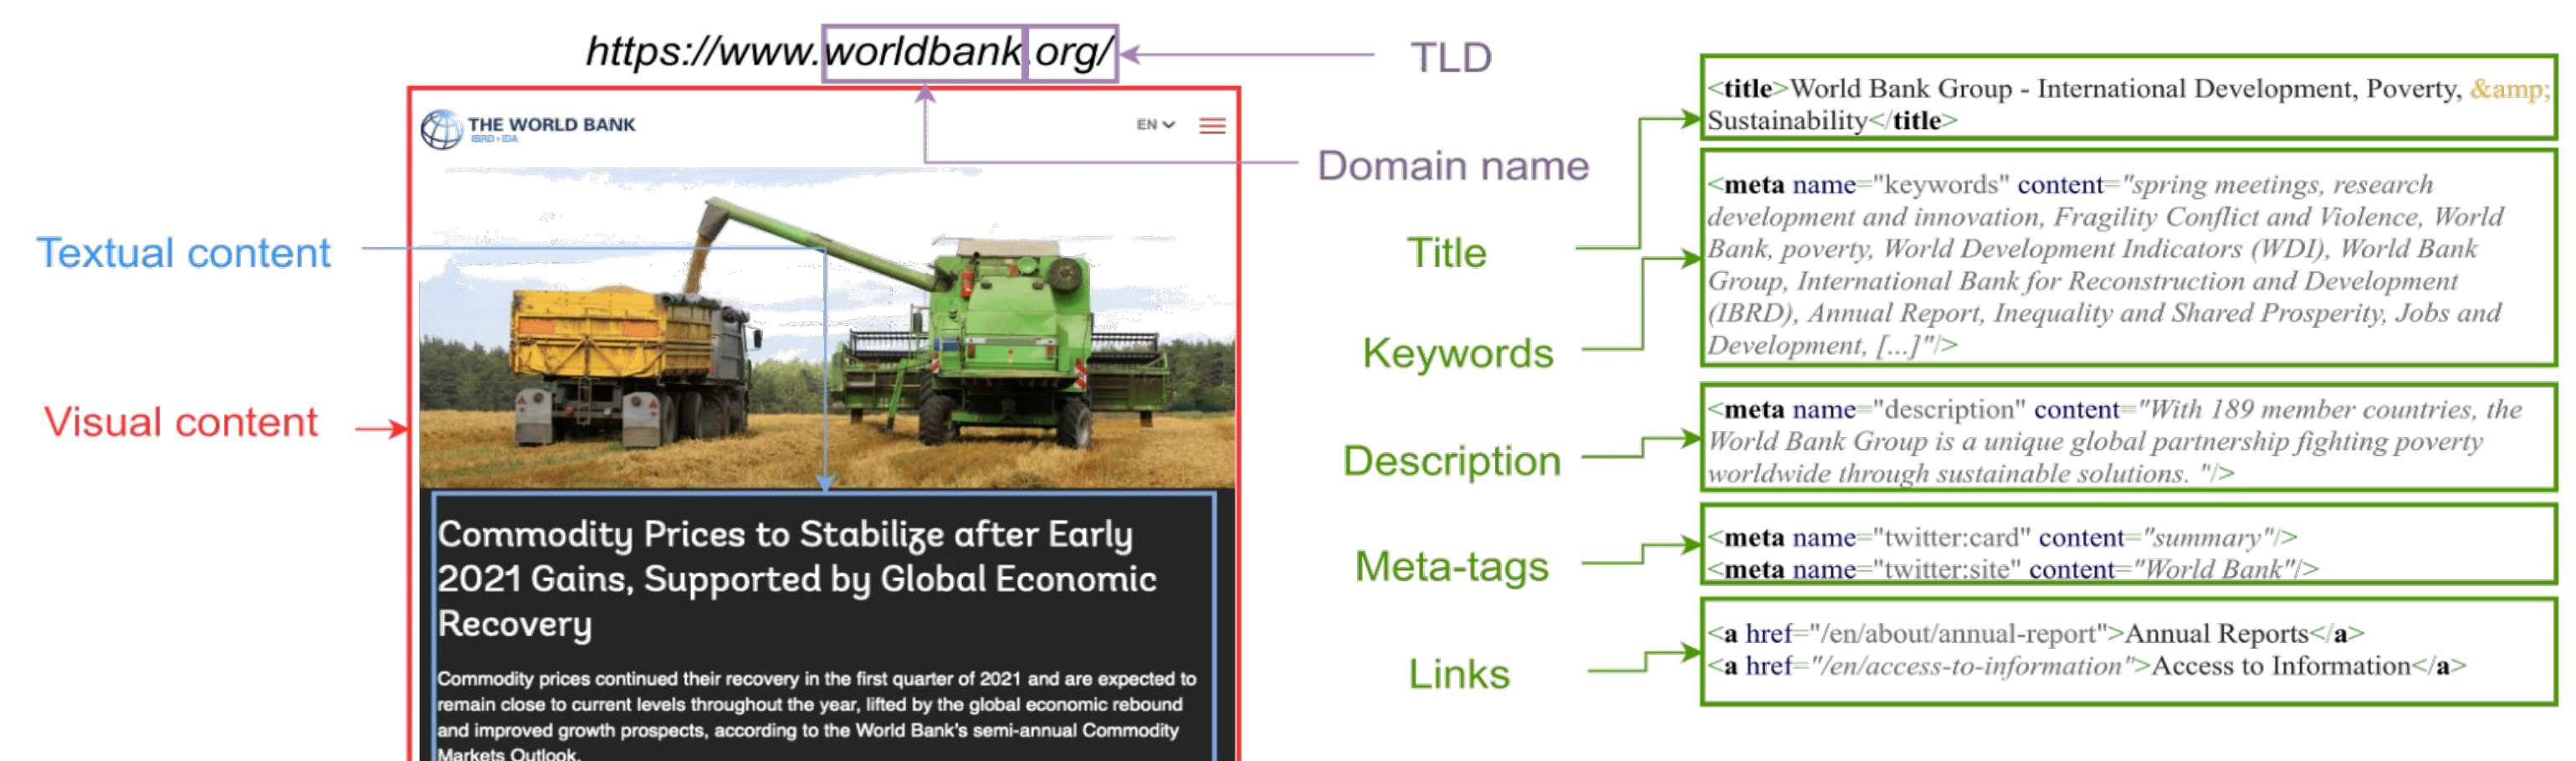 https://www.worldbank.org/
TLD
Domain name
THE WORLD BANK
IBRD • IDA
EN
Textual content
Visual content
Commodity Prices to Stabilize after Early
2021 Gains, Supported by Global Economic
Recovery
Commodity prices continued their recovery in the first quarter of 2021 and are expected to
remain close to current levels throughout the year, lifted by the global economic rebound
and improved growth prospects, according to the World Bank's semi-annual Commodity
Markets Outlook.
Title
<title>World Bank Group - International Development, Poverty, &amp;amp;
Sustainability</title>
Keywords
<meta name="keywords" content="spring meetings, research
development and innovation, Fragility Conflict and Violence, World
Bank, poverty, World Development Indicators (WDI), World Bank
Group, International Bank for Reconstruction and Development
(IBRD), Annual Report, Inequality and Shared Prosperity, Jobs and
Development, [...]"/>
Description
<meta name="description" content="With 189 member countries, the
World Bank Group is a unique global partnership fighting poverty
worldwide through sustainable solutions. "/>
Meta-tags
<meta name="twitter:card" content="summary"/>
<meta name="twitter:site" content="World Bank"/>
Links
<a href="/en/about/annual-report">Annual Reports</a>
<a href="/en/access-to-information">Access to Information</a>